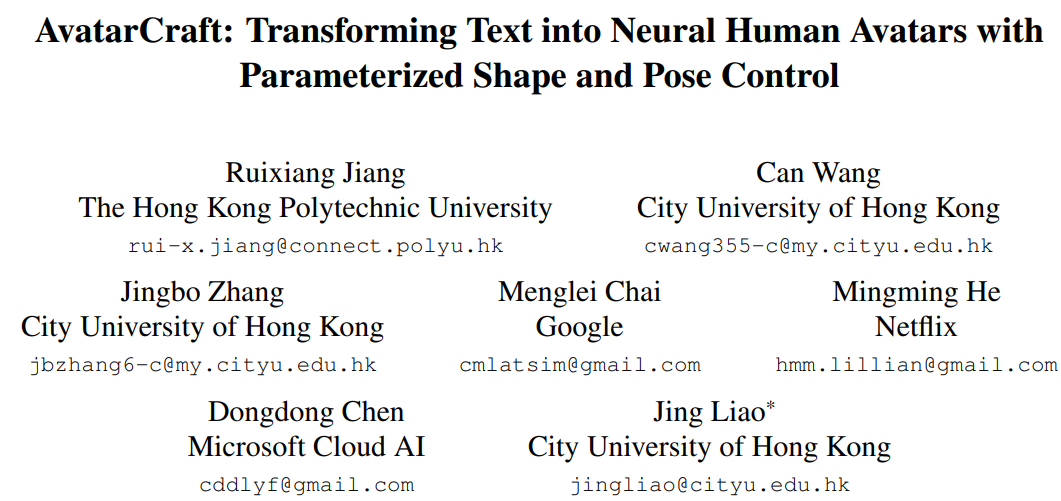 AvatarCraft: Transforming Text into Neural Human Avatars with
Parameterized Shape and Pose Control
Ruixiang Jiang
The Hong Kong Polytechnic University
rui-x.jiang@connect.polyu.hk
Can Wang
City University of Hong Kong
cwang355-c@my.cityu.edu.hk
Jingbo Zhang
City University of Hong Kong
jbzhang6-c@my.cityu.edu.hk
Menglei Chai
Google
cmlatsim@gmail.com
Mingming He
Netflix
hmm.lillian@gmail.com
Dongdong Chen
Microsoft Cloud AI
cddlyf@gmail.com
Jing Liao*
City University of Hong Kong
jingliao@cityu.edu.hk